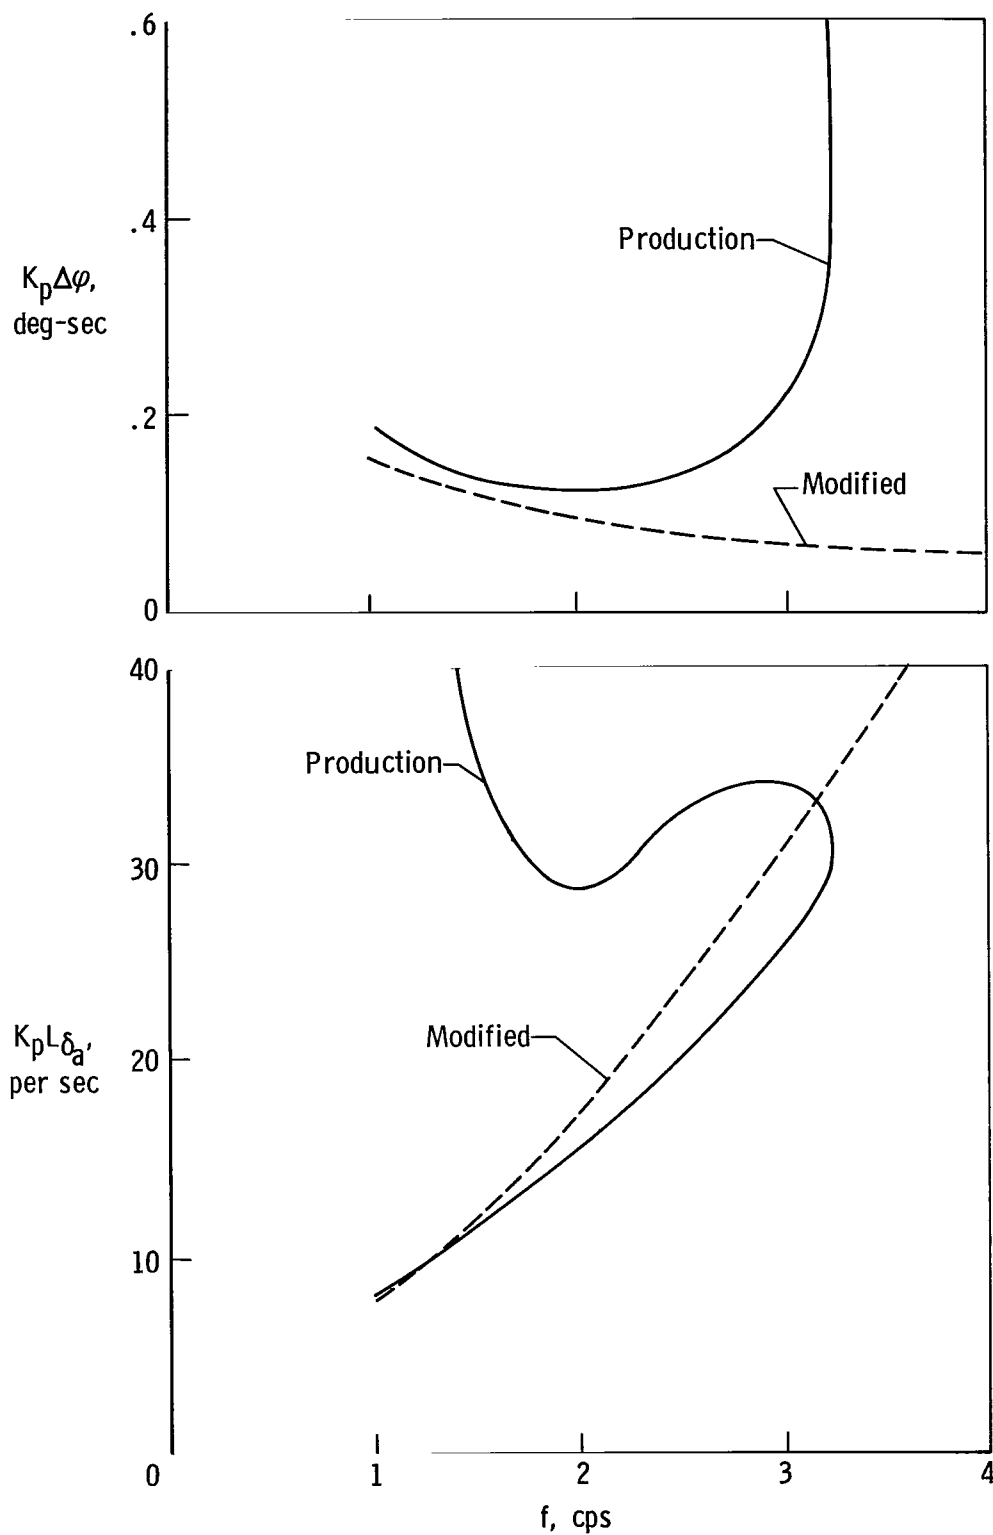 .6
.4
KpΔφ,
deg-sec
.2
0
Production
Modified
40
30
KpLδa,
per sec
20
10
0
Production
Modified
1 2 3 4
f, cps